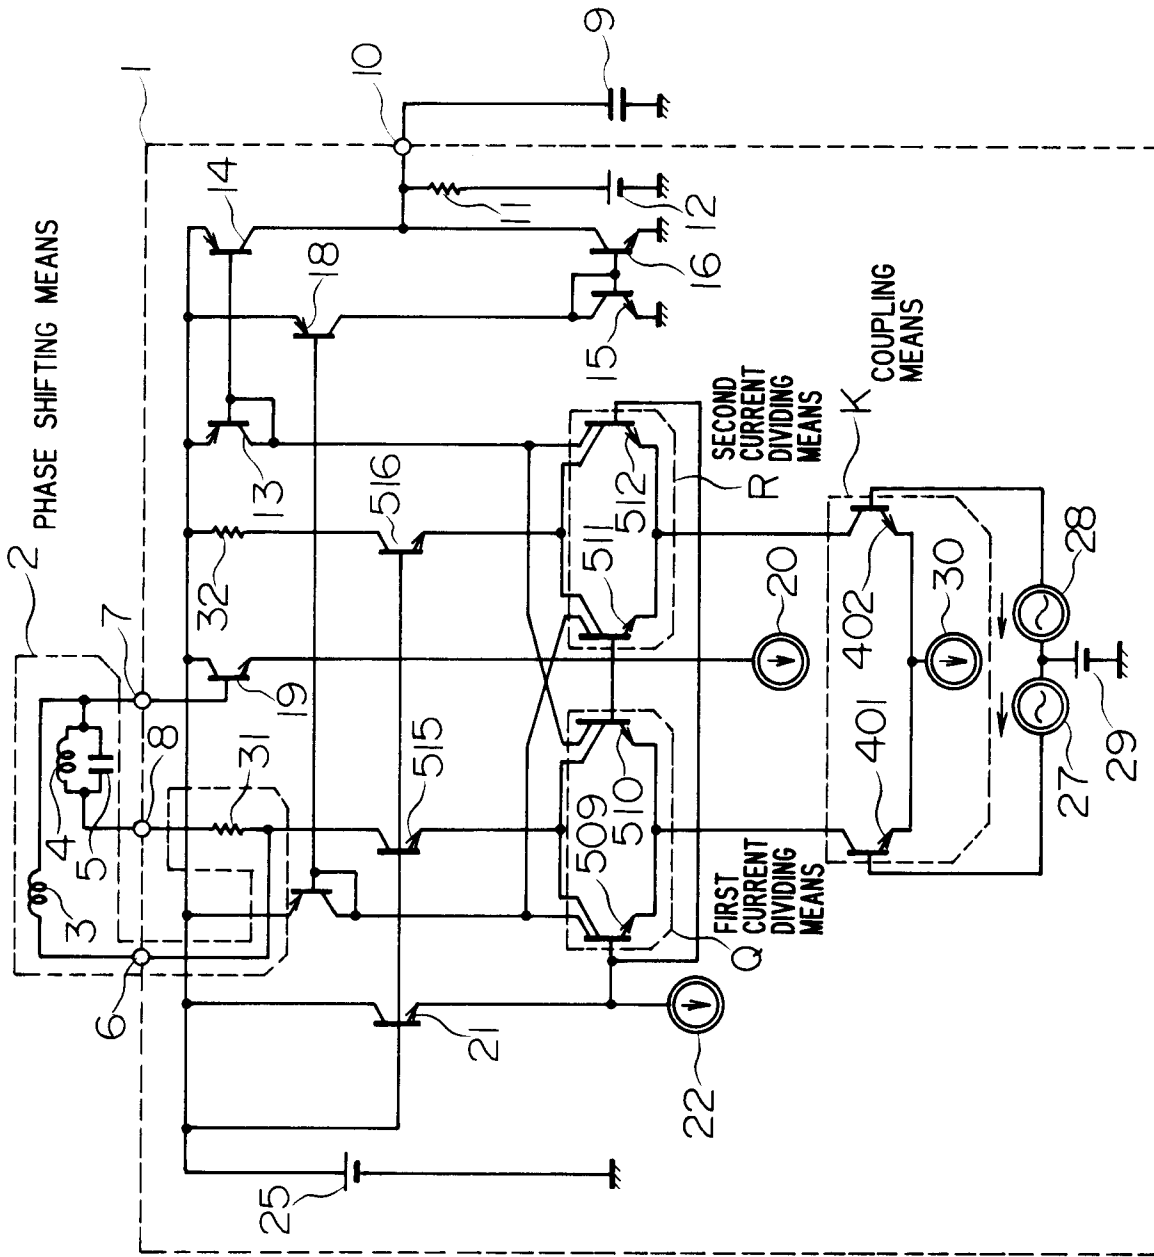 PHASE SHIFTING MEANS
1
2
3
4
5
6
7
8
9
10
11
12
13
14
15
16
18
19
20
21
22
25
27
28
29
30
31
32
401
402
509
510
511
512
515
516
FIRST
CURRENT
DIVIDING
MEANS
Q
SECOND
CURRENT
DIVIDING
MEANS
R
K
COUPLING
MEANS